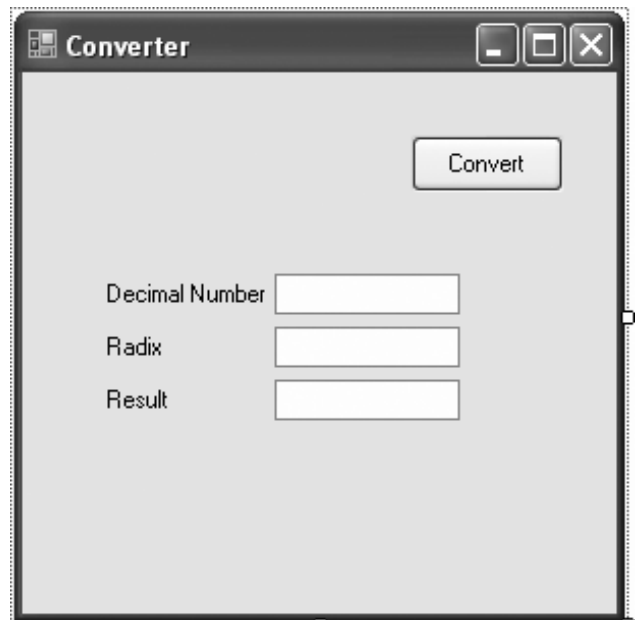 Converter
Convert
Decimal Number
Radix
Result